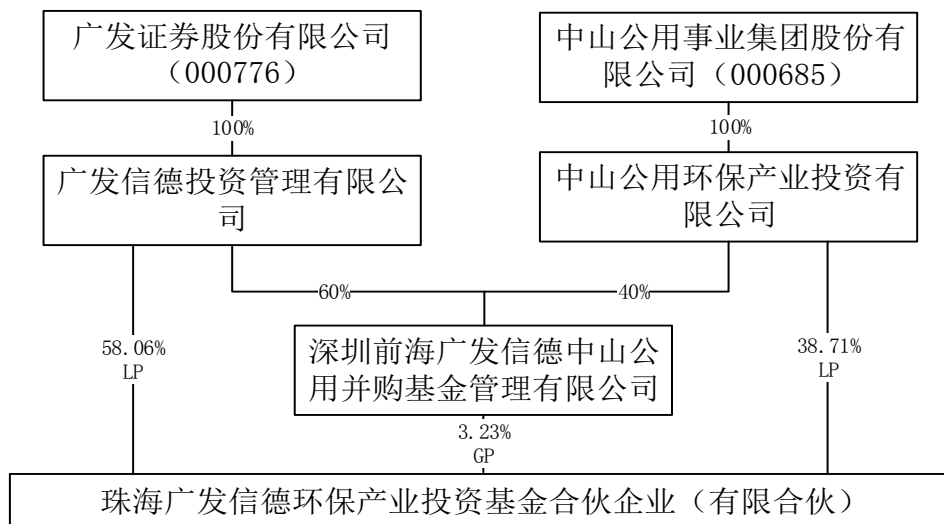 广发证券股份有限公司
（000776）
中山公用事业集团股份有
限公司（000685）
100%
100%
广发信德投资管理有限公
司
中山公用环保产业投资有
限公司
60%
40%
58.06%
LP
深圳前海广发信德中山公
用并购基金管理有限公司
38.71%
LP
3.23%
GP
珠海广发信德环保产业投资基金合伙企业（有限合伙）